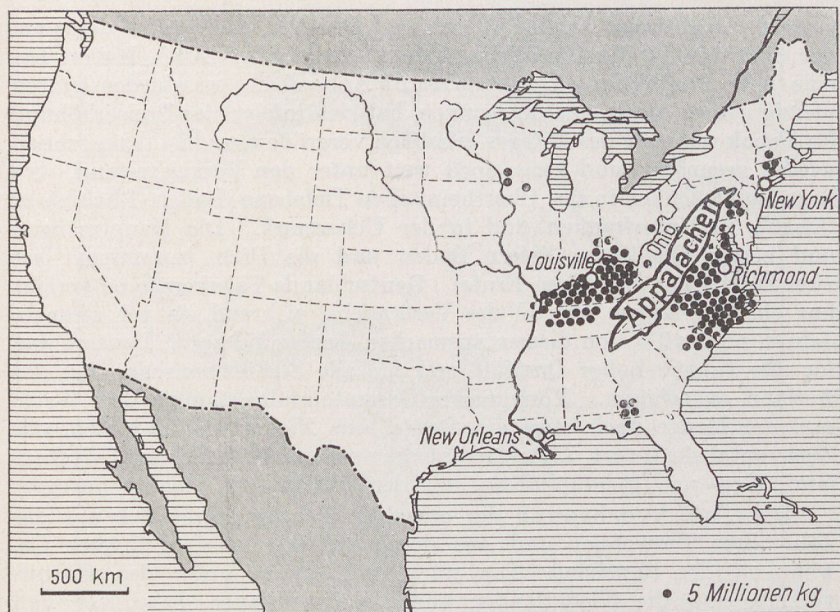 New York
Ohio
Louisville
Appalachen
Richmond
New Orleans
500 km
5 Millionen kg